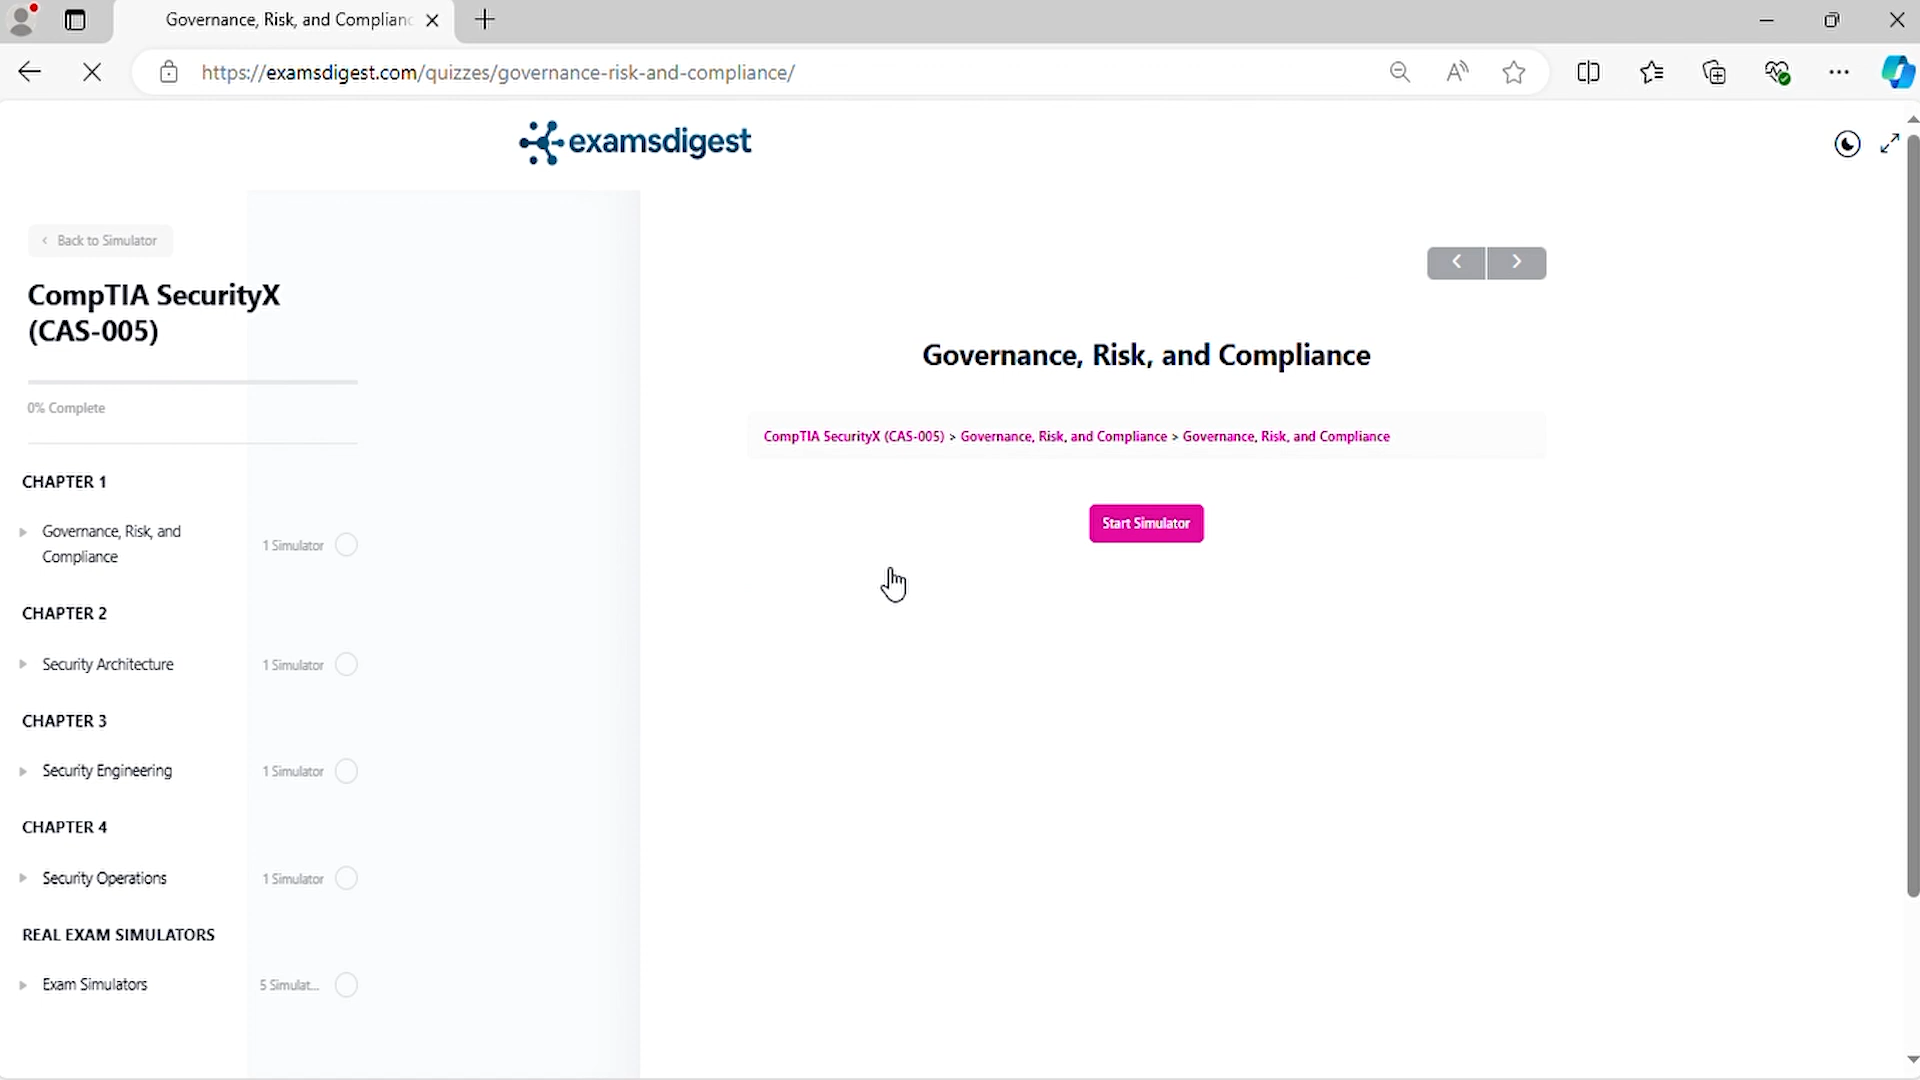 Governance, Risk, and Complianc
https://examsdigest.com/quizzes/governance-risk-and-compliance/
examsdigest
Back to Simulator
CompTIA SecurityX
(CAS-005)
0% Complete
CHAPTER 1
Governance, Risk, and
Compliance
1 Simulator
CHAPTER 2
Security Architecture
1 Simulator
CHAPTER 3
Security Engineering
1 Simulator
CHAPTER 4
Security Operations
1 Simulator
REAL EXAM SIMULATORS
Exam Simulators
5 Simulat...
Governance, Risk, and Compliance
CompTIA SecurityX (CAS-005) > Governance, Risk, and Compliance > Governance, Risk, and Compliance
Start Simulator